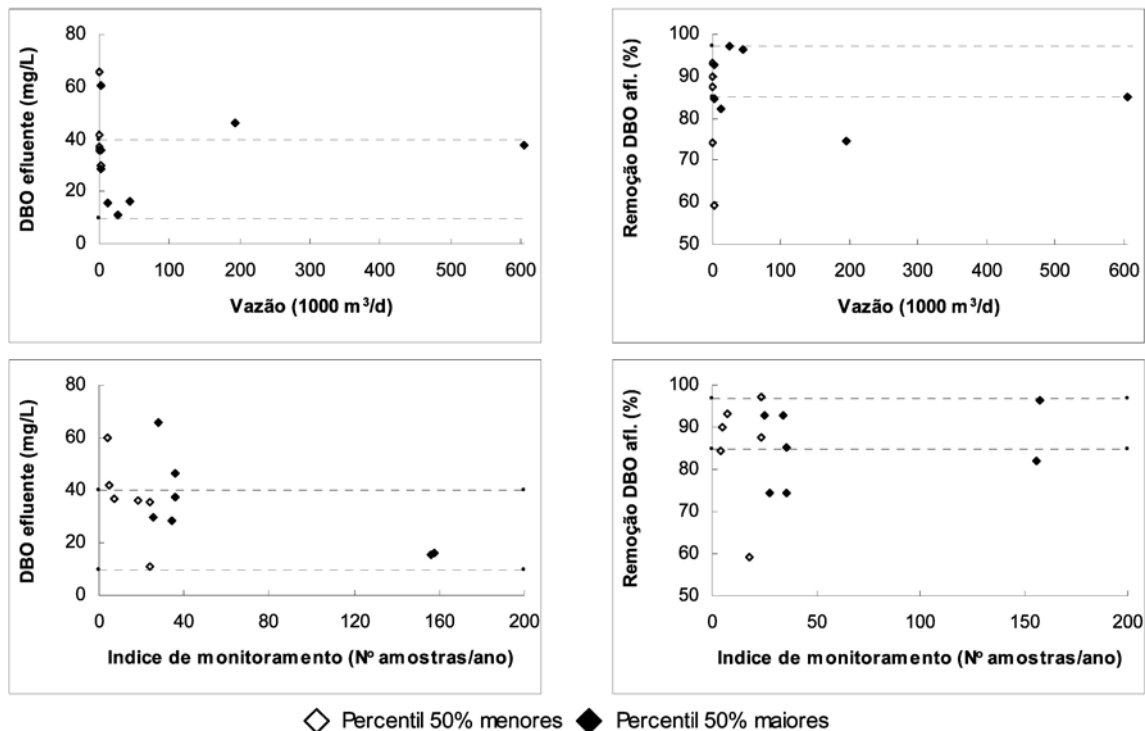 80
60
40
20
0
DBO efluente (mg/L)
0 100 200 300 400 500 600
Vazão (1000 m³/d)
100
90
80
70
60
50
Remoção DBO afl. (%)
0 100 200 300 400 500 600
Vazão (1000 m³/d)
80
60
40
20
0
DBO efluente (mg/L)
0 40 80 120 160 200
Indice de monitoramento (Nº amostras/ano)
100
90
80
70
60
50
Remoção DBO afl. (%)
0 50 100 150 200
Indice de monitoramento (Nº amostras/ano)
Percentil 50% menores Percentil 50% maiores